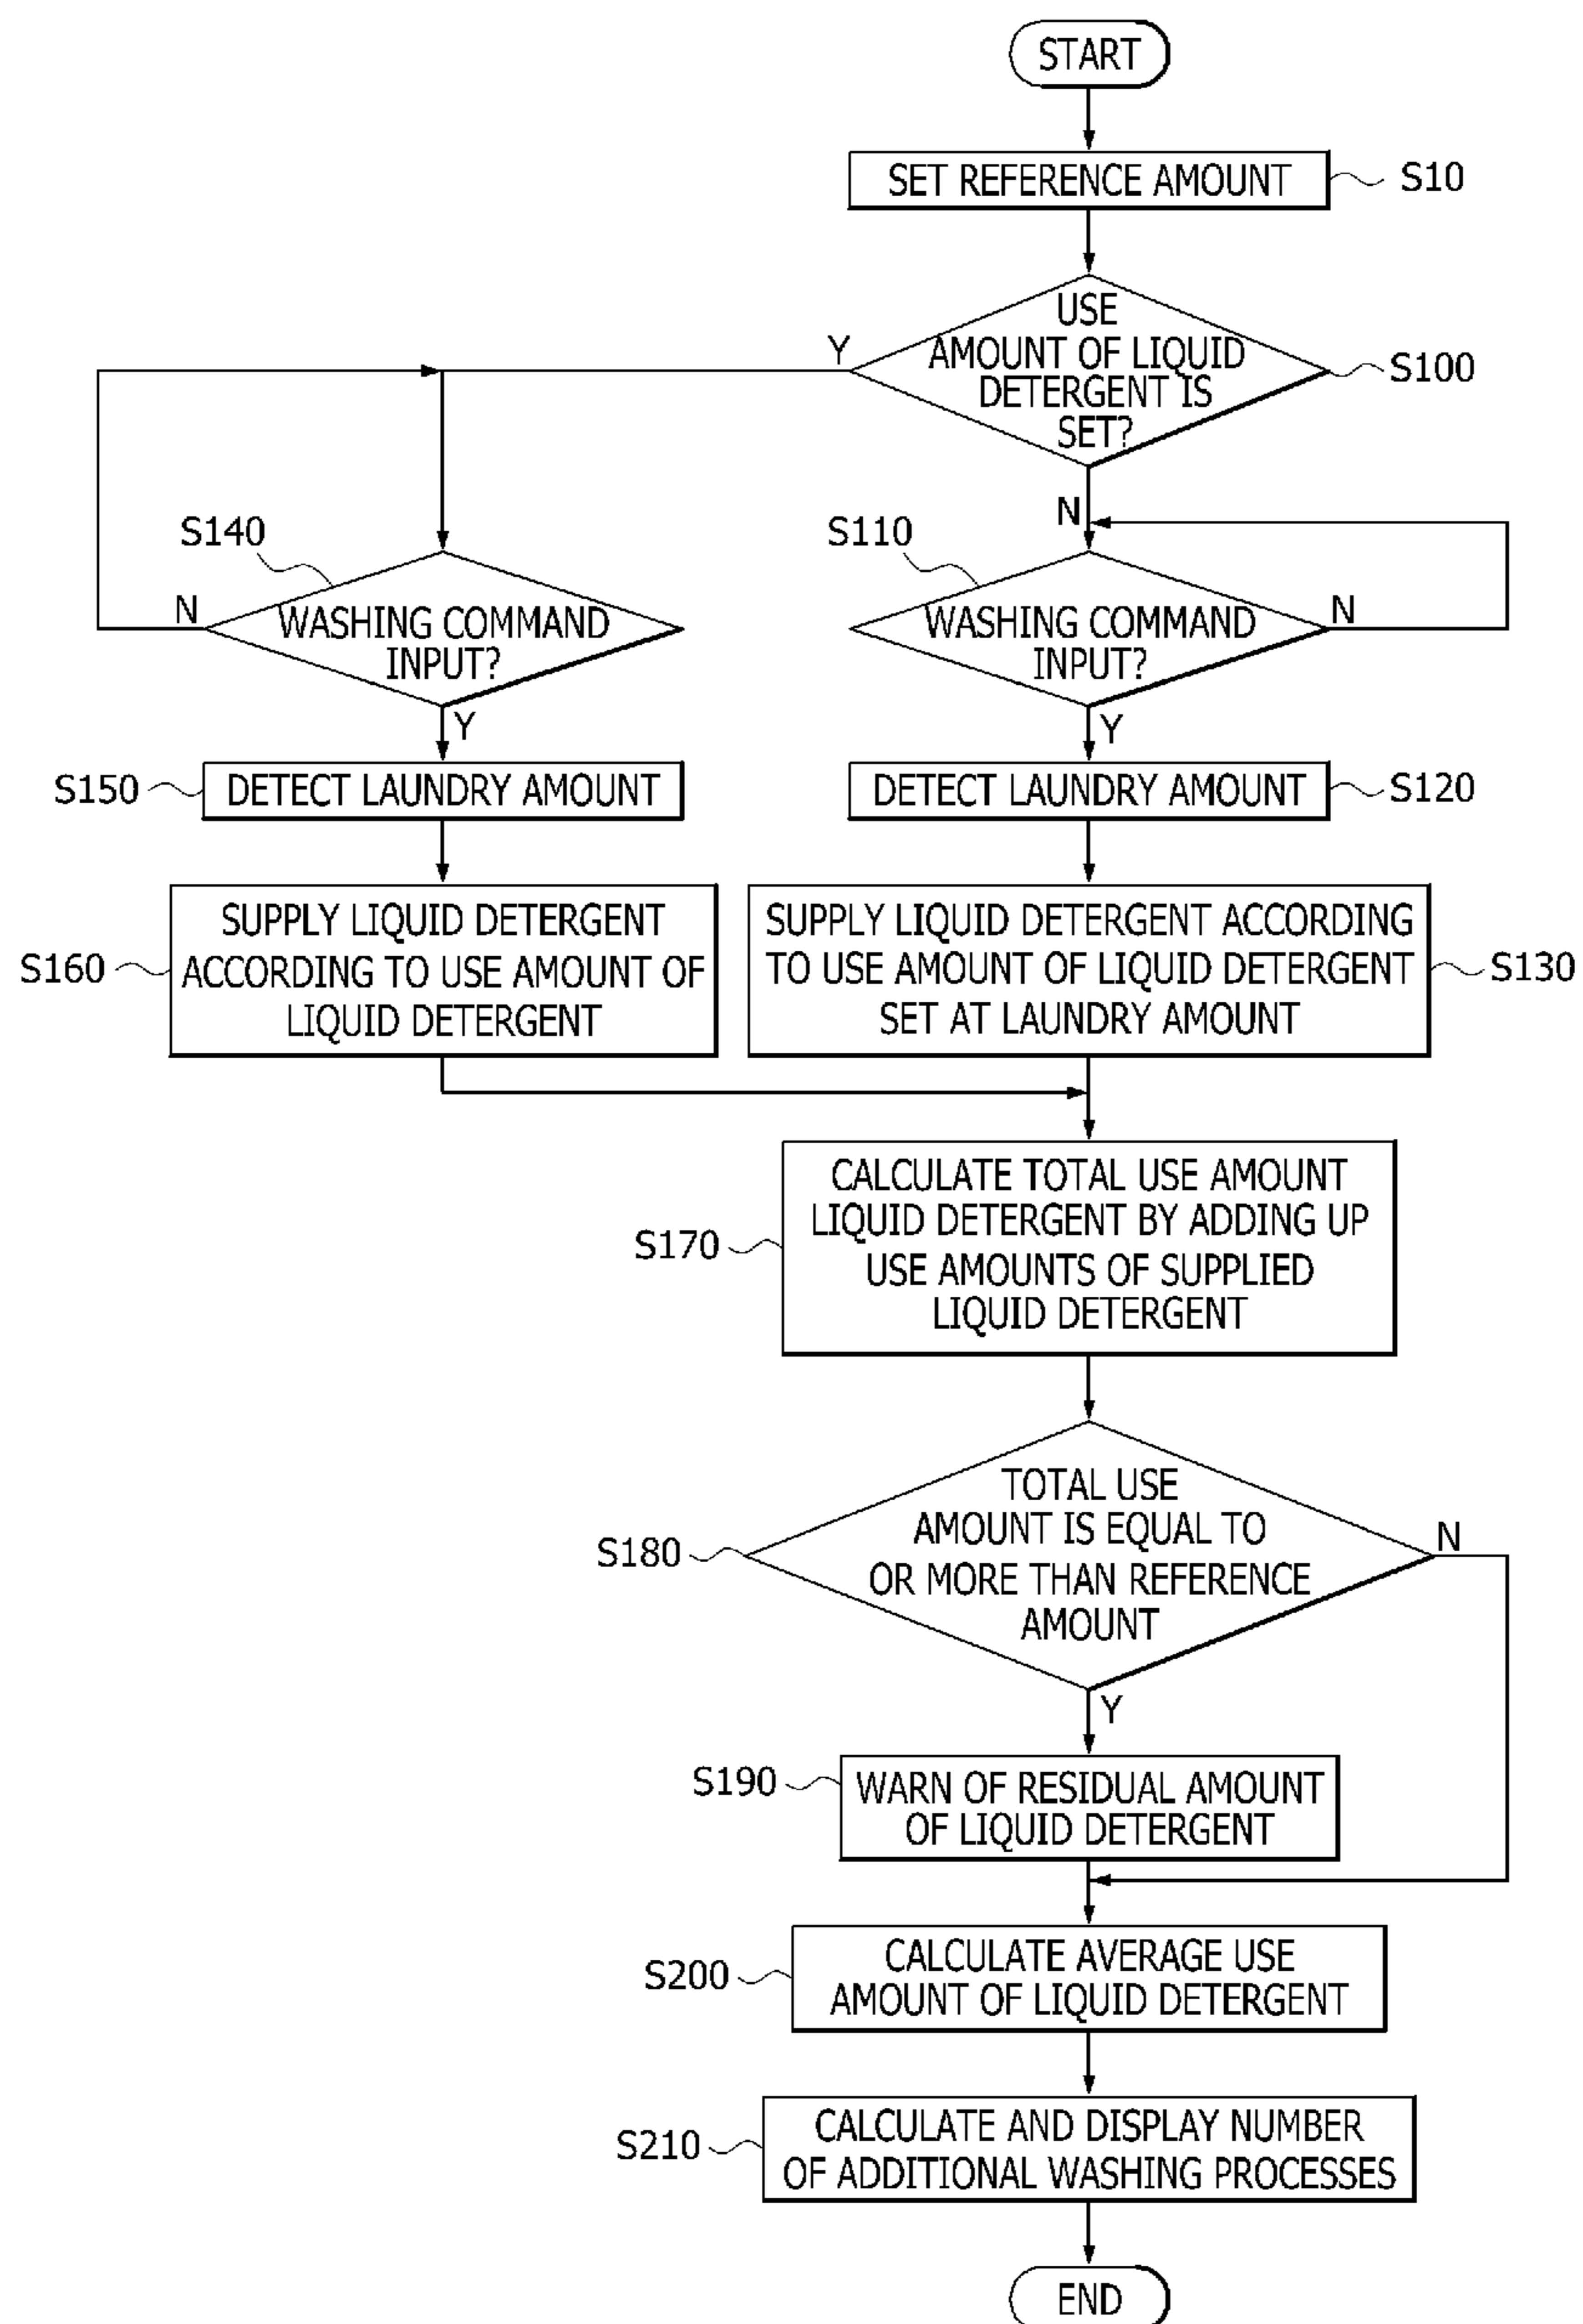 START
SET REFERENCE AMOUNT
S10
USE
AMOUNT OF LIQUID
DETERGENT IS
SET?
S100
Y
N
S140
WASHING COMMAND
INPUT?
N
Y
S110
WASHING COMMAND
INPUT?
N
Y
S150
DETECT LAUNDRY AMOUNT
DETECT LAUNDRY AMOUNT
S120
S160
SUPPLY LIQUID DETERGENT
ACCORDING TO USE AMOUNT OF
LIQUID DETERGENT
SUPPLY LIQUID DETERGENT ACCORDING
TO USE AMOUNT OF LIQUID DETERGENT
SET AT LAUNDRY AMOUNT
S130
S170
CALCULATE TOTAL USE AMOUNT
LIQUID DETERGENT BY ADDING UP
USE AMOUNTS OF SUPPLIED
LIQUID DETERGENT
S180
TOTAL USE
AMOUNT IS EQUAL TO
OR MORE THAN REFERENCE
AMOUNT
N
Y
S190
WARN OF RESIDUAL AMOUNT
OF LIQUID DETERGENT
S200
CALCULATE AVERAGE USE
AMOUNT OF LIQUID DETERGENT
S210
CALCULATE AND DISPLAY NUMBER
OF ADDITIONAL WASHING PROCESSES
END